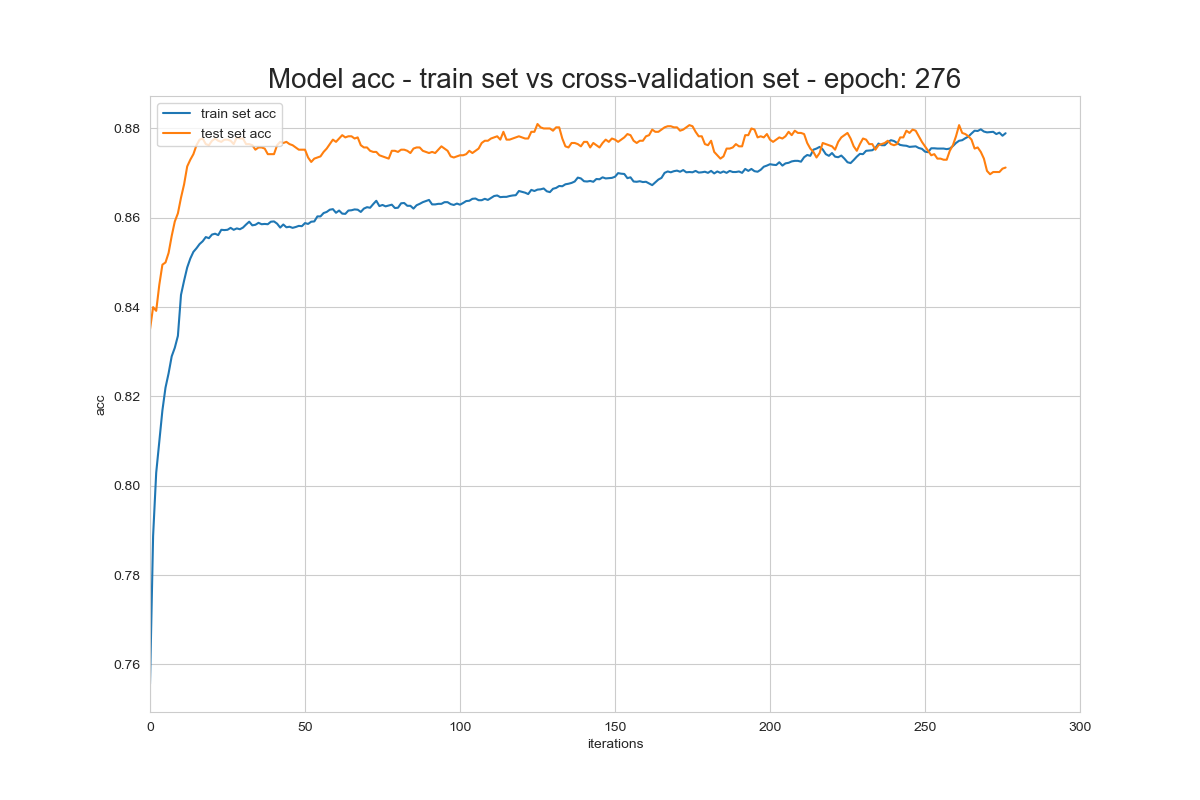 Model acc - train set vs cross-validation set - epoch: 276
train set acc
test set acc
0.88
0.86
0.84
0.82
0.80
0.78
0.76
acc
0 50 100 150 200 250 300
iterations